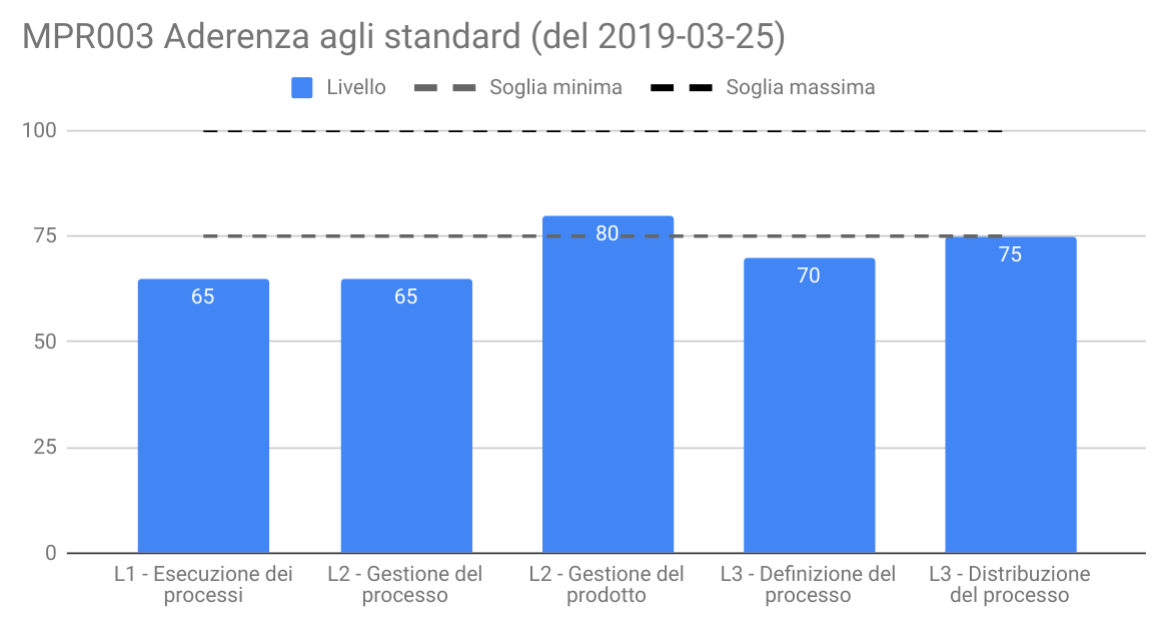 MPR003 Aderenza agli standard (del 2019-03-25)
Livello
Soglia minima
Soglia massima
100
75
50
25
0
65
65
80
70
75
L1 - Esecuzione dei
processi
L2 - Gestione del
processo
L2 - Gestione del
prodotto
L3 - Definizione del
processo
L3 - Distribuzione
del processo